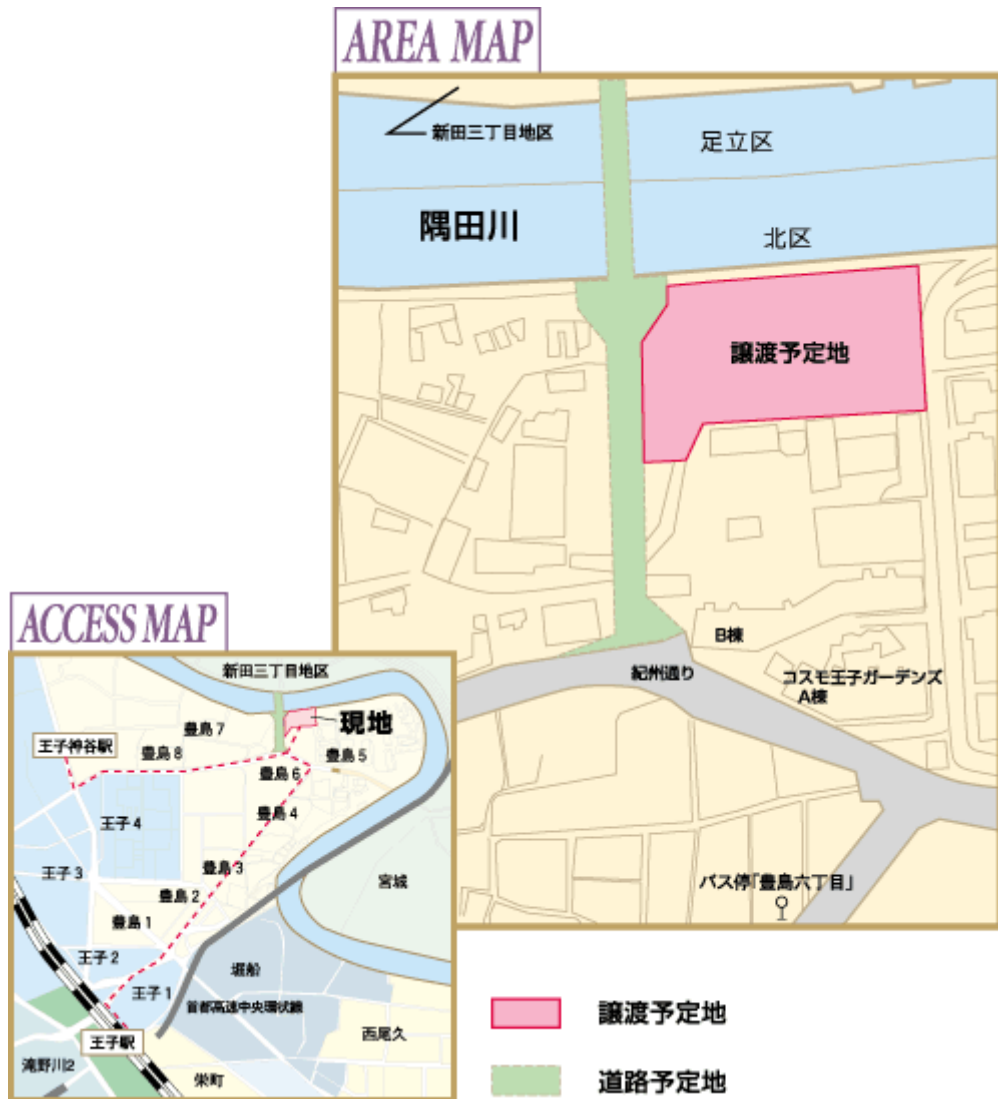 AREA MAP
新田三丁目地区
足立区
隅田川
北区
譲渡予定地
B棟
紀州通り
コスモ王子ガーデンズ
A棟
バス停「豊島六丁目」
ACCESS MAP
新田三丁目地区
現地
豊島7
王子神谷駅
豊島8
豊島5
豊島6
豊島4
王子4
豊島3
王子3
宮城
豊島2
豊島1
王子2
堀船
王子1
首都高速中央環状線
西尾久
王子駅
滝野川2
栄町
譲渡予定地
道路予定地